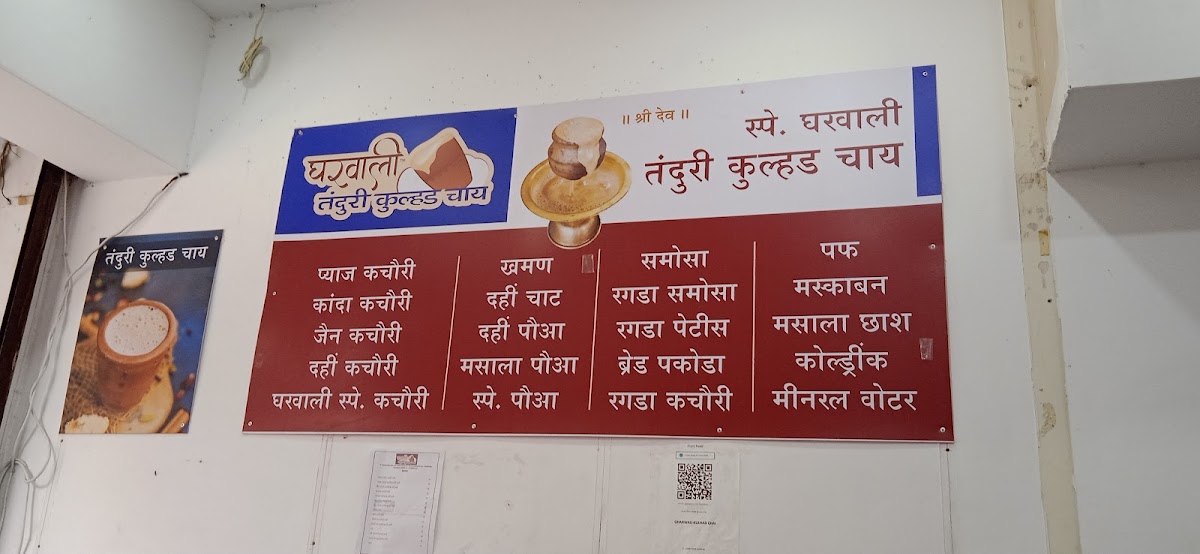 तंदुरी कुल्हड चाय
घरवाली
तंदुरी कुल्हड चाय
॥ श्री देव ॥
स्पे. घरवाली
तंदुरी कुल्हड चाय
प्याज कचौरी
कांदा कचौरी
जैन कचौरी
दहीं कचौरी
घरवाली स्पे. कचौरी
खमण
दहीं चाट
दहीं पौआ
मसाला पौआ
स्पे. पौआ
समोसा
रगडा समोसा
रगडा पेटीस
ब्रेड पकोडा
रगडा कचौरी
पफ
मस्काबन
मसाला छाश
कोल्ड्रींक
मीनरल वोटर